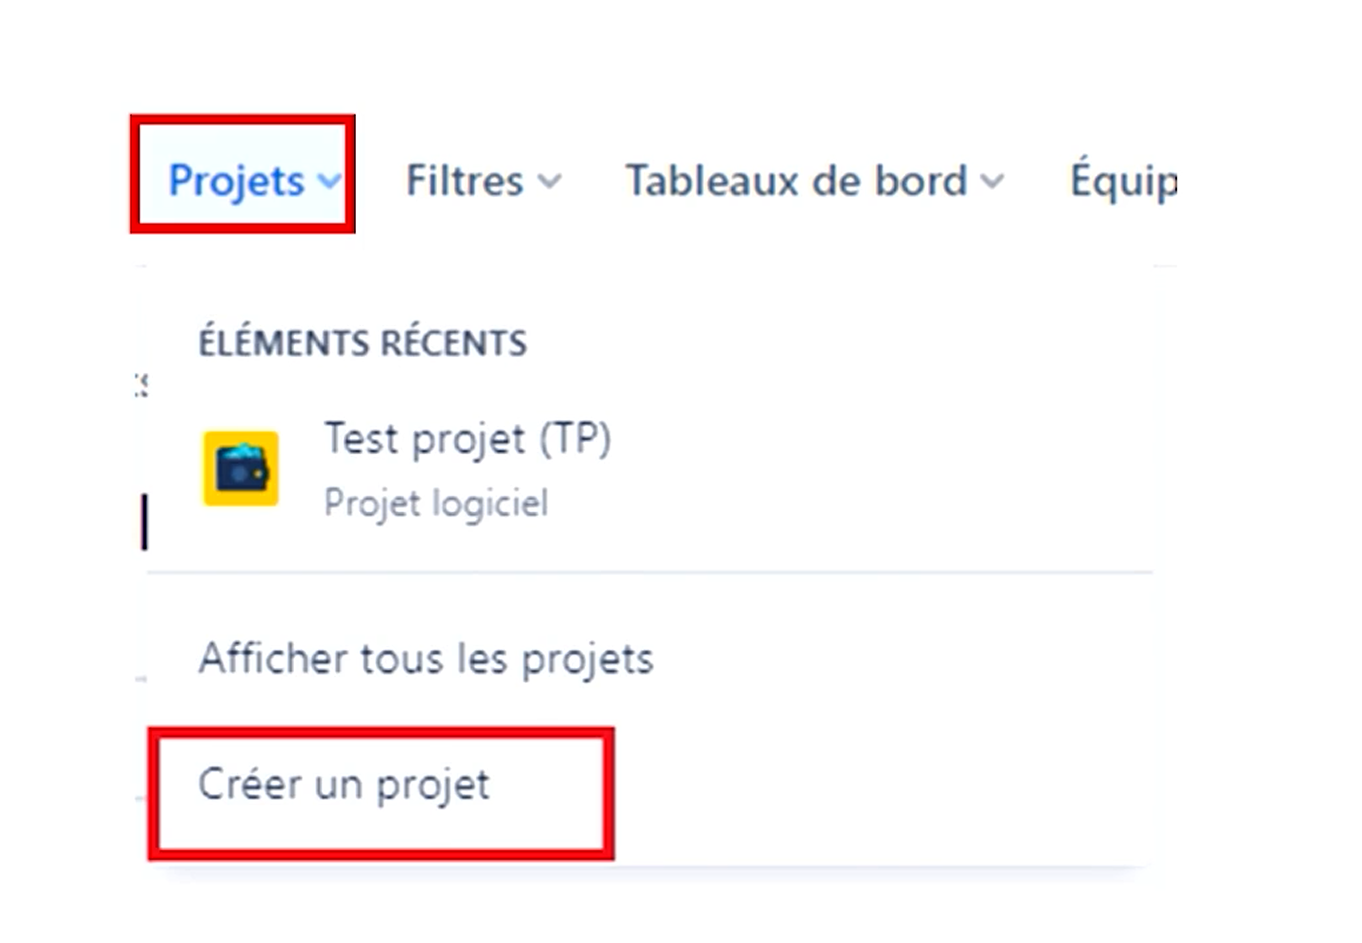 Projets Filtres Tableaux de bord Équip
ÉLÉMENTS RÉCENTS
Test projet (TP)
Projet logiciel
Afficher tous les projets
Créer un projet